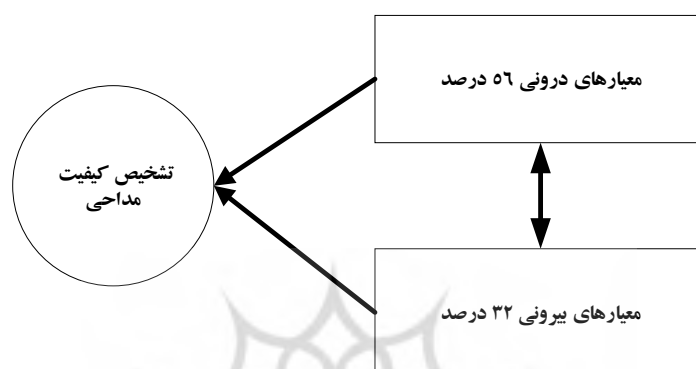 معیارهای درونی ٥٦ درصد
تشخیص کیفیت
مداحی
معیارهای بیرونی ٣٢ درصد